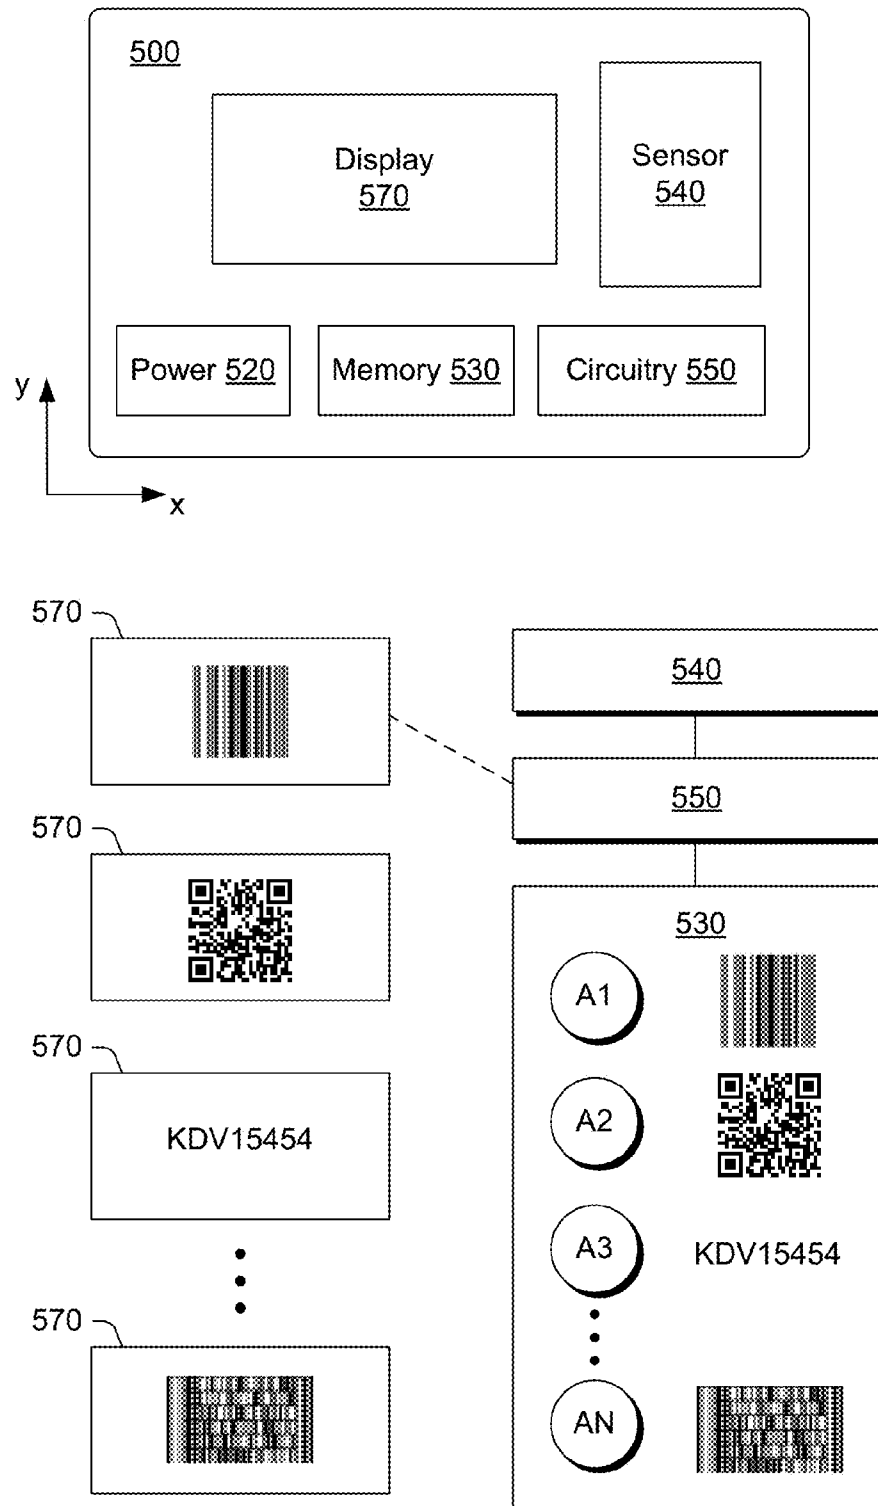 500
Display
570
Sensor
540
Power 520
Memory 530
Circuitry 550
y
x
570
540
550
570
530
A1
A2
570
KDV15454
A3
KDV15454
570
AN